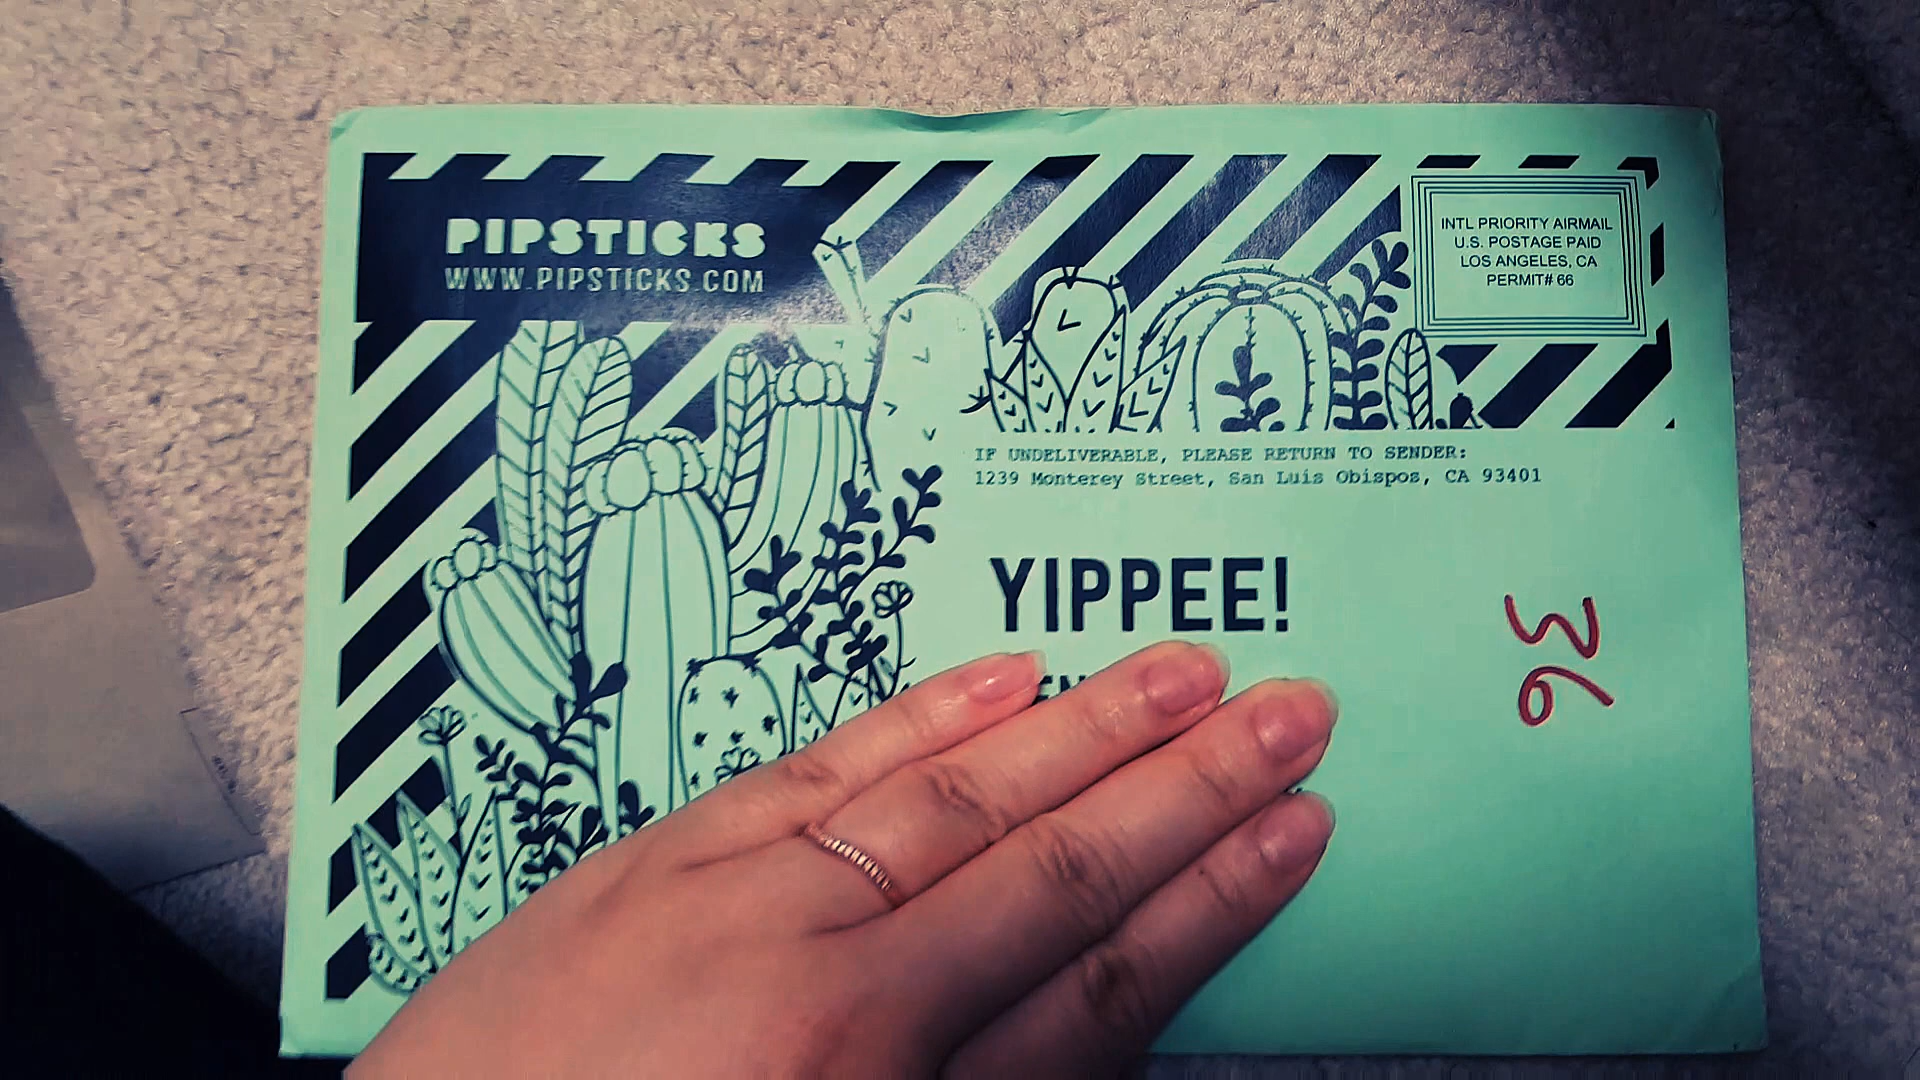 PIPSTICKS
WWW.PIPSTICKS.COM
INTL PRIORITY AIRMAIL
U.S. POSTAGE PAID
LOS ANGELES, CA
PERMIT# 66
IF UNDELIVERABLE, PLEASE RETURN TO SENDER:
1239 Monterey Street, San Luis Obispos, CA 93401
YIPPEE!
36